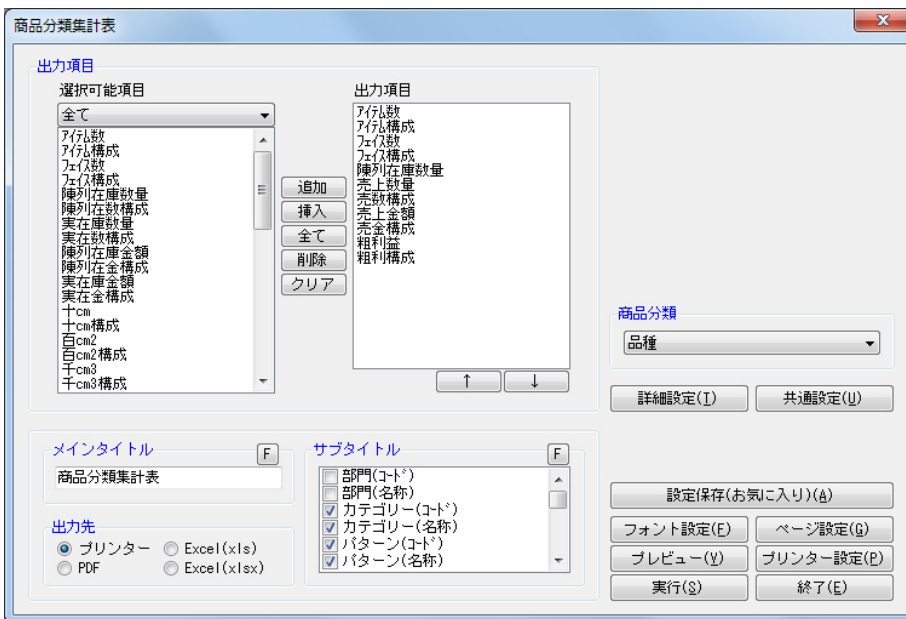 商品分類集計表
出力項目
選択可能項目
全て
ｱｲﾃﾑ数
ｱｲﾃﾑ構成
ﾌｪｲｽ数
ﾌｪｲｽ構成
陳列在庫数量
陳列在数構成
実在庫数量
実在数構成
陳列在庫金額
陳列在金構成
実在庫金額
実在金構成
十cm
十cm構成
百cm2
百cm2構成
千cm3
千cm3構成
追加
挿入
全て
削除
クリア
出力項目
ｱｲﾃﾑ数
ｱｲﾃﾑ構成
ﾌｪｲｽ数
ﾌｪｲｽ構成
陳列在庫数量
売上数量
売数構成
売上金額
売金構成
粗利益
粗利構成
↑ ↓
商品分類
品種
詳細設定(T) 共通設定(U)
メインタイトル F
商品分類集計表
出力先
プリンター Excel(xls)
PDF Excel(xlsx)
サブタイトル F
部門(ｺｰﾄﾞ)
部門(名称)
カテゴリー(ｺｰﾄﾞ)
カテゴリー(名称)
パターン(ｺｰﾄﾞ)
パターン(名称)
設定保存(お気に入り)(A)
フォント設定(F) ページ設定(G)
プレビュー(V) プリンター設定(P)
実行(S) 終了(E)